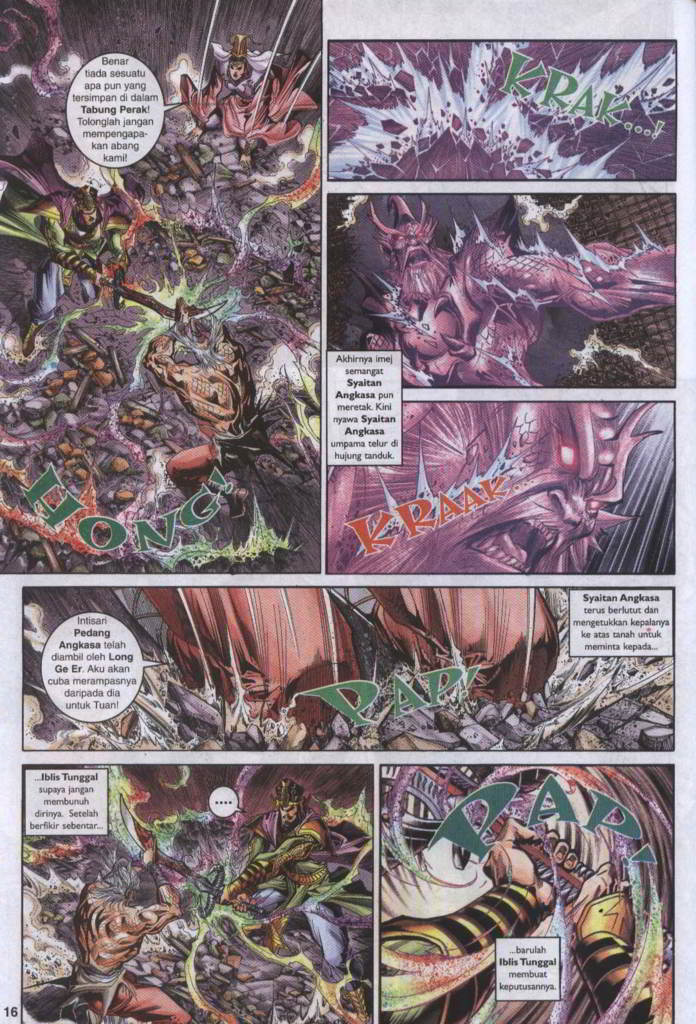 Benar
tiada sesuatu
apa pun yang
tersimpan di dalam
Tabung Perak!
Tolonglah jangan
mempengapa-
kan abang
kami!
HONG!
KRAK...!
Akhirnya imej
semangat
Syaitan
Angkasa pun
meretak. Kini
nyawa Syaitan
Angkasa
umpama telur di
hujung tanduk.
KRAAK...
Intisari
Pedang
Angkasa telah
diambil oleh Long
Ge Er. Aku akan
cuba merampasnya
daripada dia
untuk Tuan!
PAP!
Syaitan Angkasa
terus berlutut dan
mengetukkan kepalanya
ke atas tanah untuk
meminta kepada...
...Iblis Tunggal
supaya jangan
membunuh
dirinya. Setelah
berfikir sebentar...
....
PAP!
...barulah
Iblis Tunggal
membuat
keputusannya.
16